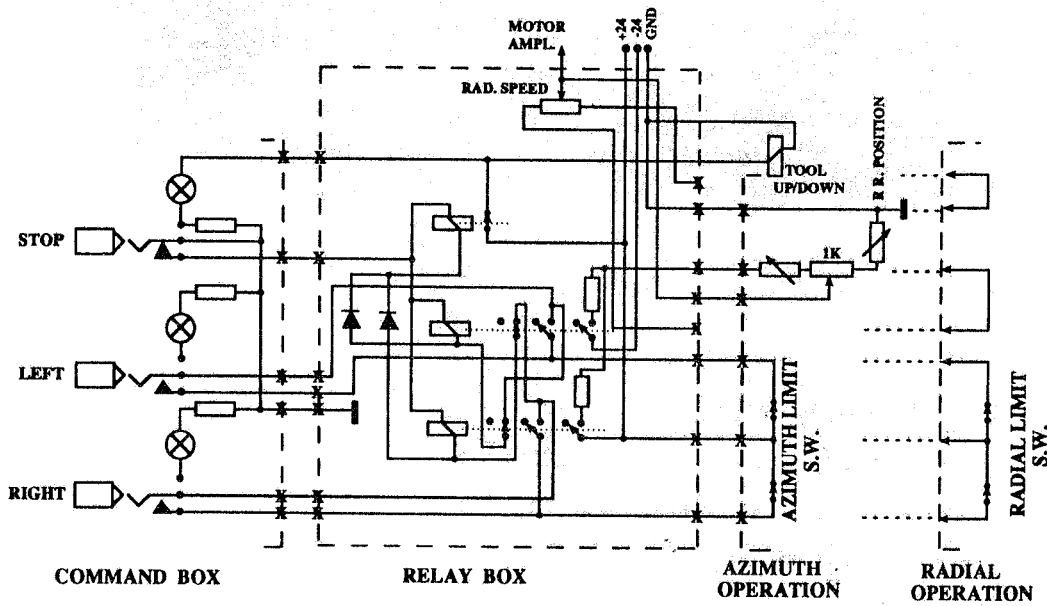 MOTOR
AMPL.
+24
-24
GND
RAD. SPEED
TOOL
UP/DOWN
R R. POSITION
1K
STOP
LEFT
RIGHT
AZIMUTH LIMIT
S.W.
RADIAL LIMIT
S.W.
COMMAND BOX
RELAY BOX
AZIMUTH
OPERATION
RADIAL
OPERATION